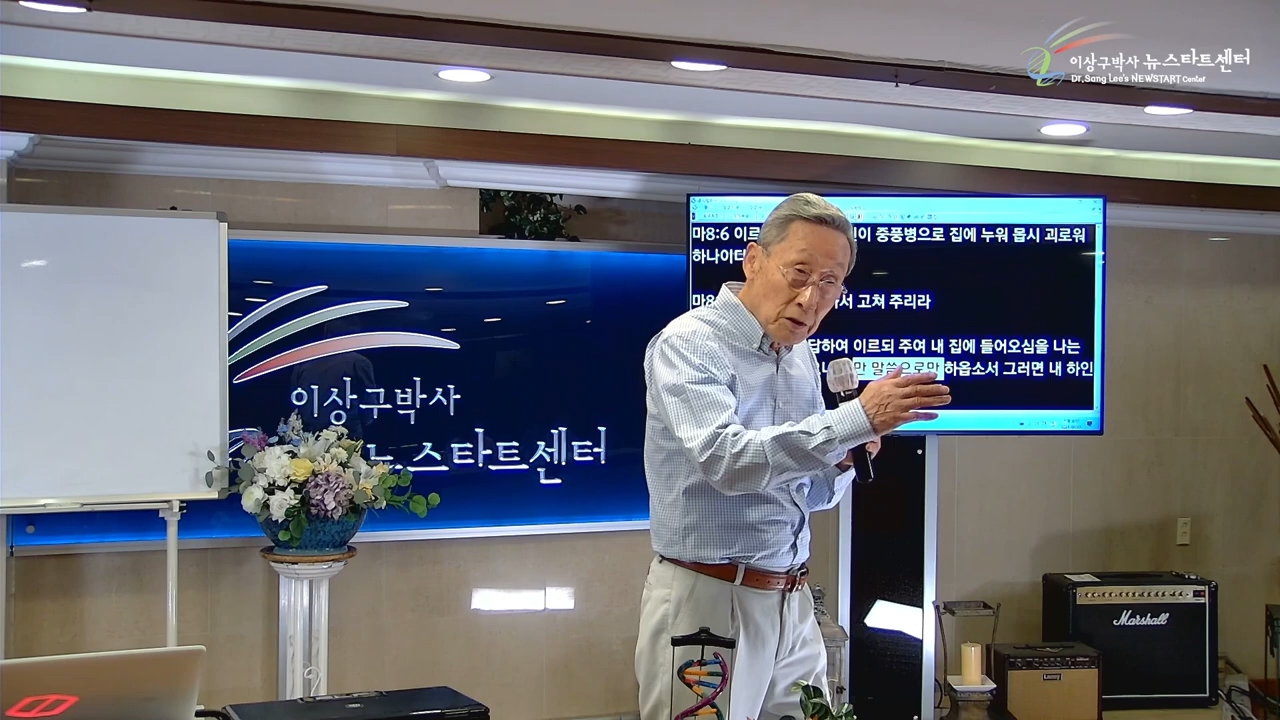 이상구박사 뉴스타트센터
Dr. Sang Lee's NEWSTART Center
마8:6 이르 이 중풍병으로 집에 누워 몹시 괴로워
하나이다
마8 서 고쳐 주리라
답하여 이르되 주여 내 집에 들어오심을 나는
만 말씀으로만 하옵소서 그러면 내 하인
이상구박사
뉴스타트센터
Marshall
Laney